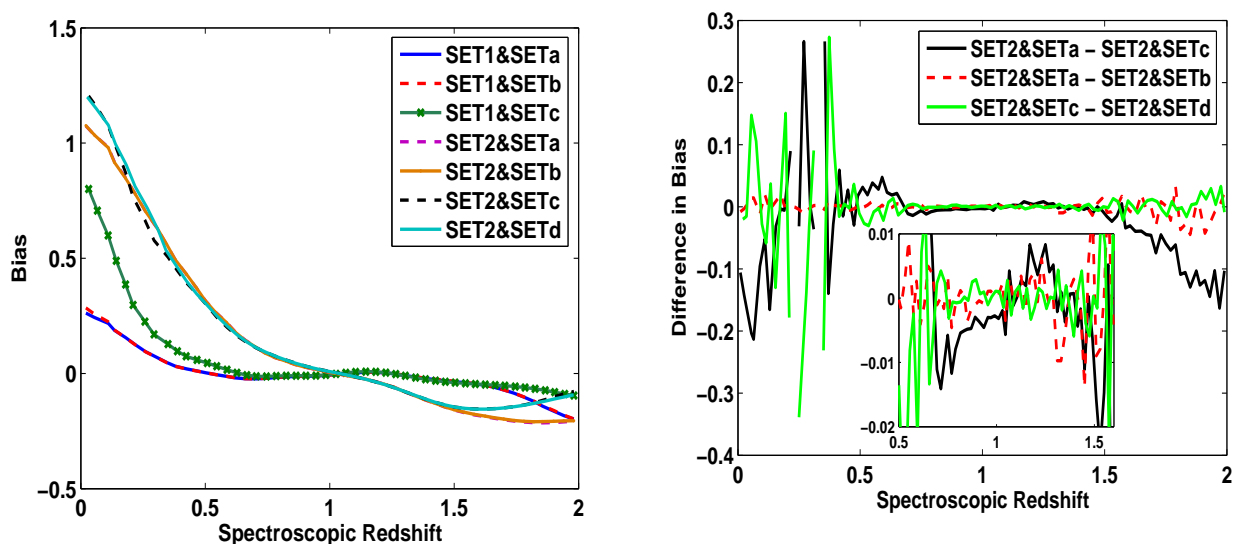 1.5
1
0.5
0
−0.5
Bias
0
0.5
1
1.5
2
Spectroscopic Redshift
SET1&SETa
SET1&SETb
SET1&SETc
SET2&SETa
SET2&SETb
SET2&SETc
SET2&SETd
0.3
0.2
0.1
0
−0.1
−0.2
−0.3
−0.4
Difference in Bias
0
0.5
1
1.5
2
Spectroscopic Redshift
SET2&SETa − SET2&SETc
SET2&SETa − SET2&SETb
SET2&SETc − SET2&SETd
0.01
0
−0.01
−0.02
0.5
1
1.5